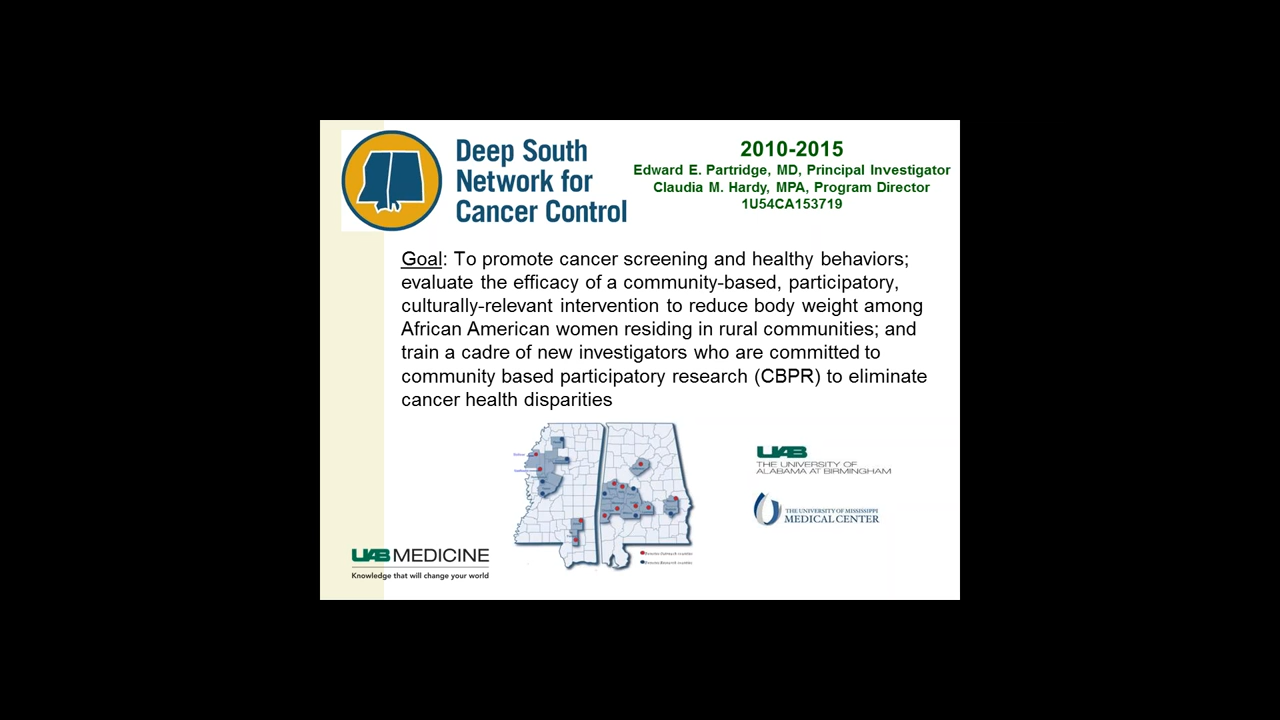 Deep South
Network for
Cancer Control
2010-2015
Edward E. Partridge, MD, Principal Investigator
Claudia M. Hardy, MPA, Program Director
1U54CA153719
Goal: To promote cancer screening and healthy behaviors;
evaluate the efficacy of a community-based, participatory,
culturally-relevant intervention to reduce body weight among
African American women residing in rural communities; and
train a cadre of new investigators who are committed to
community based participatory research (CBPR) to eliminate
cancer health disparities
UAB
THE UNIVERSITY OF
ALABAMA AT BIRMINGHAM
THE UNIVERSITY OF MISSISSIPPI
MEDICAL CENTER
UAB MEDICINE
Knowledge that will change your world